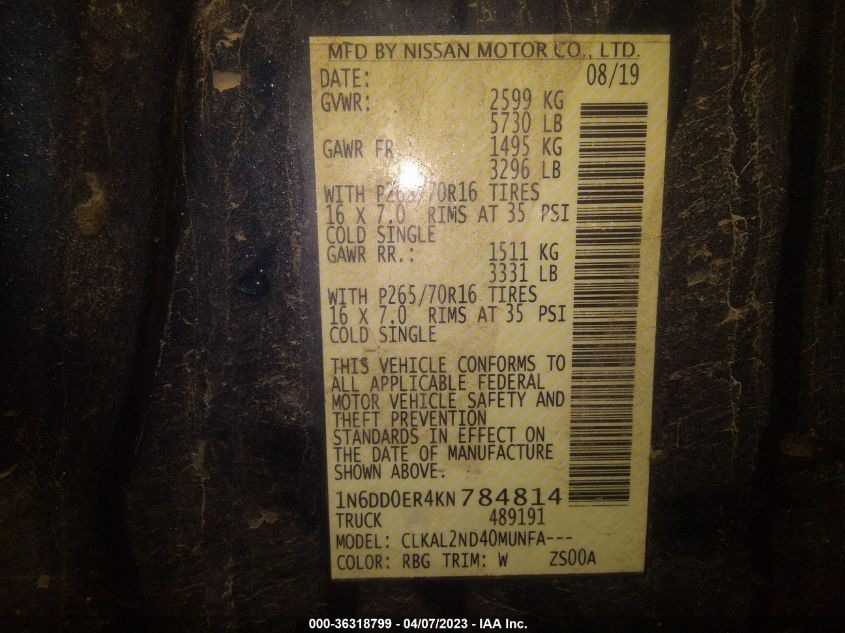 MFD BY NISSAN MOTOR CO., LTD.
DATE: 08/19
GVWR: 2599 KG
5730 LB
GAWR FR 1495 KG
3296 LB
WITH P265/70R16 TIRES
16 X 7.0 RIMS AT 35 PSI
COLD SINGLE
GAWR RR.: 1511 KG
3331 LB
WITH P265/70R16 TIRES
16 X 7.0 RIMS AT 35 PSI
COLD SINGLE
THIS VEHICLE CONFORMS TO
ALL APPLICABLE FEDERAL
MOTOR VEHICLE SAFETY AND
THEFT PREVENTION
STANDARDS IN EFFECT ON
THE DATE OF MANUFACTURE
SHOWN ABOVE.
1N6DD0ER4KN784814
TRUCK 489191
MODEL: CLKAL2ND40MUNFA---
COLOR: RBG TRIM: W ZS00A
000-36318799 - 04/07/2023 - IAA Inc.